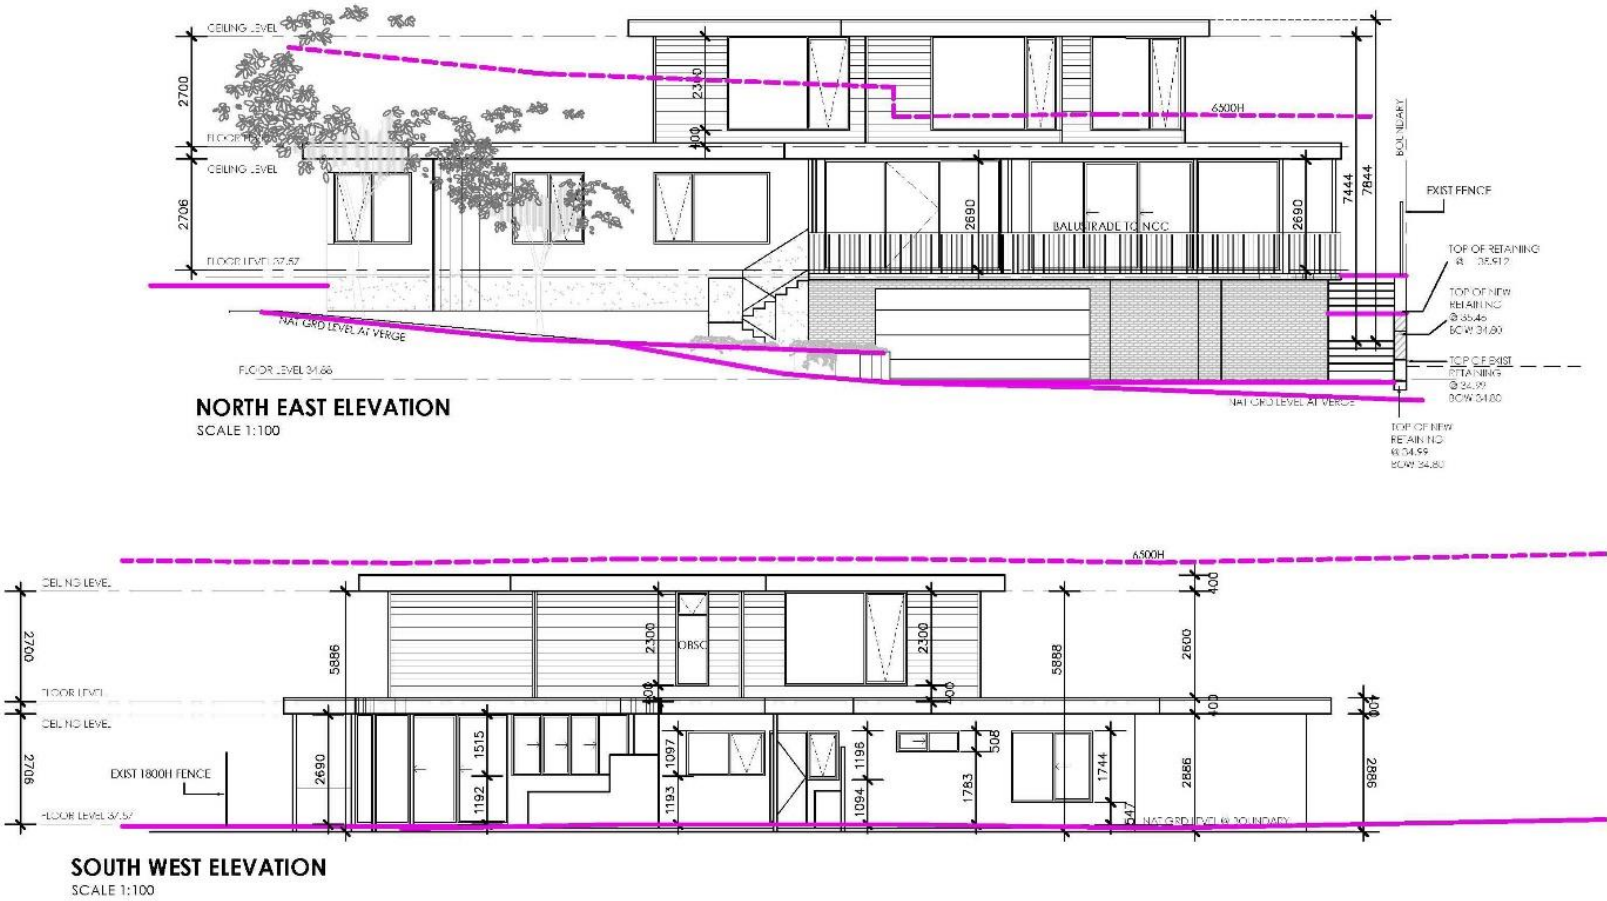 CEILING LEVEL
2700
2300
400
6500H
BOUNDARY
7444
7844
EXIST FENCE
CEILING LEVEL
2706
2690
2690
BALUSTRADE TO NCC
TOP OF RETAINING
@ 35.912
FLOOR LEVEL 37.57
TOP OF NEW
RETAINING
@ 35.46
BOW 34.80
NAT GRD LEVEL AT VERGE
FLOOR LEVEL 34.66
TOP OF EXIST
RETAINING
@ 34.99
BOW 34.80
NAT GRD LEVEL AT VERGE
NORTH EAST ELEVATION
SCALE 1:100
TOP OF NEW
RETAINING
@ 34.99
BOW 34.80
6500H
CEILING LEVEL
400
2700
5886
2300
OBSC
2300
5888
2600
FLOOR LEVEL
400
400
CEILING LEVEL
2706
EXIST 1800H FENCE
2690
1515
1192
1097
1193
1196
1094
508
1783
1744
547
2886
2886
FLOOR LEVEL 37.57
NAT GRD LEVEL @ BOUNDARY
SOUTH WEST ELEVATION
SCALE 1:100